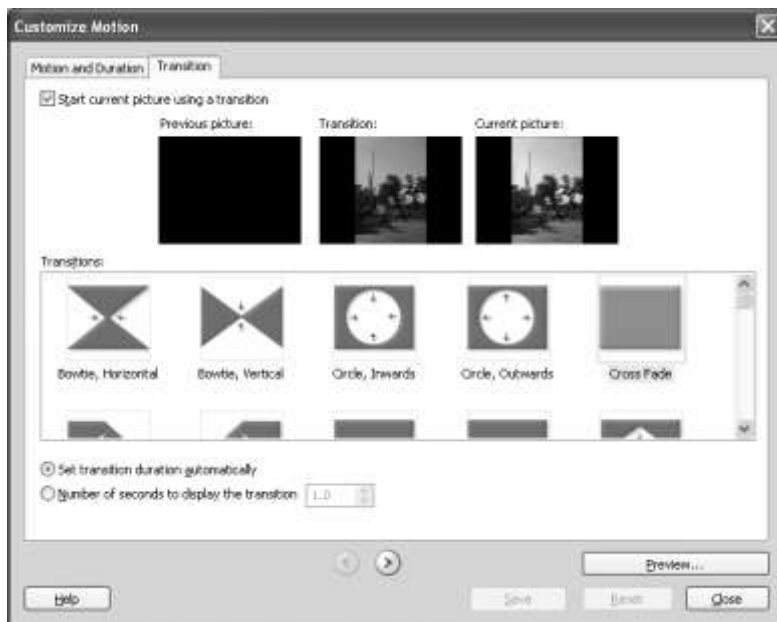 Customize Motion
Motion and Duration Transition
Start current picture using a transition
Previous picture: Transition: Current picture:
Transitions:
Bowtie, Horizontal Bowtie, Vertical Circle, Inwards Circle, Outwards Cross Fade
Set transition duration automatically
Number of seconds to display the transition 1.0
Preview...
Help Save Reset Close